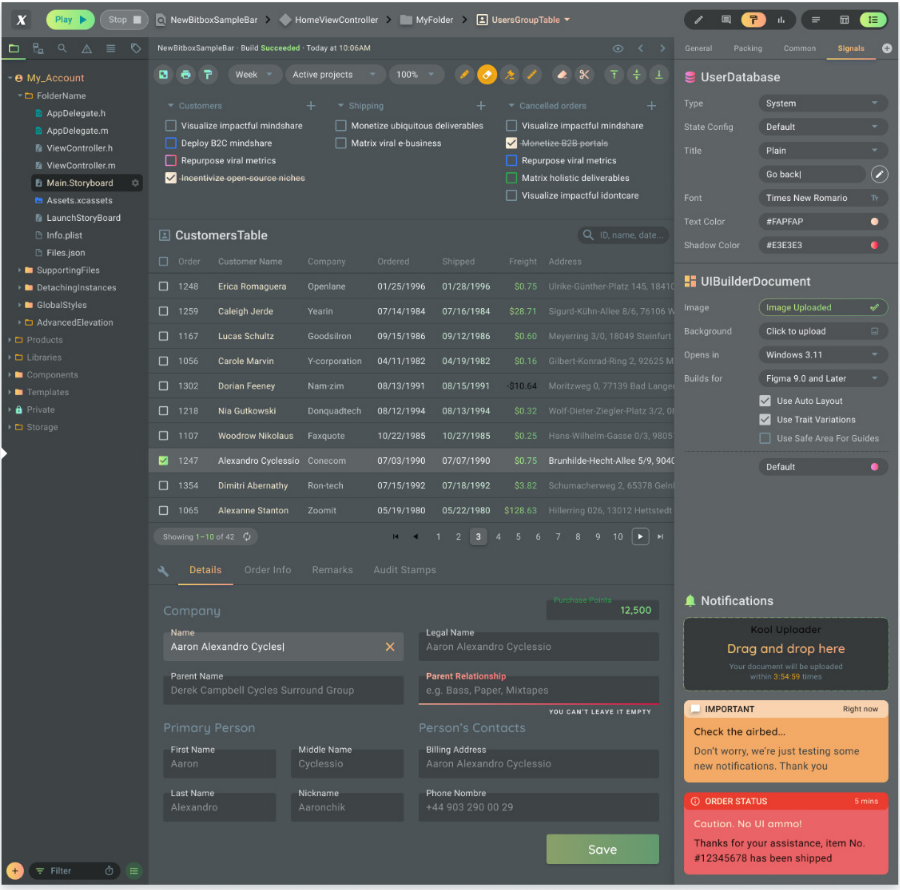 X Play Stop NewBitboxSampleBar HomeViewController MyFolder UsersGroupTable
NewBitboxSampleBar - Build Succeeded - Today at 10:06AM
General Packing Common Signals
My_Account
FolderName
AppDelegate.h
AppDelegate.m
ViewController.h
ViewController.m
Main.Storyboard
Assets.xcassets
LaunchStoryBoard
Info.plist
Files.json
SupportingFiles
DetachingInstances
GlobalStyles
AdvancedElevation
Products
Libraries
Components
Templates
Private
Storage
Filter
Week Active projects 100%
Customers
Visualize impactful mindshare
Deploy B2C mindshare
Repurpose viral metrics
Incentivize open-source niches
Shipping
Monetize ubiquitous deliverables
Matrix viral e-business
Cancelled orders
Visualize impactful mindshare
Monetize B2B portals
Repurpose viral metrics
Matrix holistic deliverables
Visualize impactful idontcare
CustomersTable ID, name, date...
Order Customer Name Company Ordered Shipped Freight Address
1248 Erica Romaguera Openlane 01/25/1996 01/28/1996 $0.75 Ulrike-Günther-Platz 145, 1841
1259 Caleigh Jerde Yearin 07/14/1984 07/16/1984 $28.71 Sigurd-Kühn-Allee 8/6, 76106 W
1167 Lucas Schultz Goodsilron 09/15/1986 09/12/1986 $0.60 Meyerring 3/0, 18049 Steinfurt
1056 Carole Marvin Y-corporation 04/11/1982 04/19/1982 $0.16 Gilbert-Konrad-Ring 2, 92625 M
1302 Dorian Feeney Nam-zim 08/13/1991 08/15/1991 -$10.64 Moritzweg 0, 77139 Bad Lange
1218 Nia Gutkowski Donquadtech 08/12/1994 08/13/1994 $0.32 Wolf-Dieter-Ziegler-Platz 3/2, 0
1107 Woodrow Nikolaus Faxquote 10/22/1985 10/27/1985 $0.25 Hans-Wilhelm-Gasse 0/3, 9805
1247 Alexandro Cyclessio Conecom 07/03/1990 07/07/1990 $0.75 Brunhilde-Hecht-Allee 5/9, 904
1354 Dimitri Abernathy Ron-tech 07/15/1992 07/18/1992 $3.82 Schumacherweg 2, 65378 Gein
1065 Alexanne Stanton Zoomit 05/19/1980 05/22/1980 $128.63 Hillerring 026, 13012 Hettstedt
Showing 1–10 of 42 1 2 3 4 5 6 7 8 9 10
Details Order Info Remarks Audit Stamps
Company
Purchase Points
12,500
Name
Aaron Alexandro Cycles
Legal Name
Aaron Alexandro Cyclessio
Parent Name
Derek Campbell Cycles Surround Group
Parent Relationship
e.g. Bass, Paper, Mixtapes
YOU CAN'T LEAVE IT EMPTY
Primary Person
First Name
Aaron
Middle Name
Cyclessio
Last Name
Alexandro
Nickname
Aaronchik
Person's Contacts
Billing Address
Aaron Alexandro Cyclessio
Phone Nombre
+44 903 290 00 29
Save
UserDatabase
Type System
State Config Default
Title Plain
Go back
Font Times New Romario Tr
Text Color #FAPFAP
Shadow Color #E3E3E3
UIBuilderDocument
Image Image Uploaded
Background Click to upload
Opens in Windows 3.11
Builds for Figma 9.0 and Later
Use Auto Layout
Use Trait Variations
Use Safe Area For Guides
Default
Notifications
Kool Uploader
Drag and drop here
Your document will be uploaded
within 3:54:59 times
IMPORTANT Right now
Check the airbed...
Don't worry, we're just testing some
new notifications. Thank you
ORDER STATUS 5 mins
Caution. No UI ammo!
Thanks for your assistance, item No.
#12345678 has been shipped